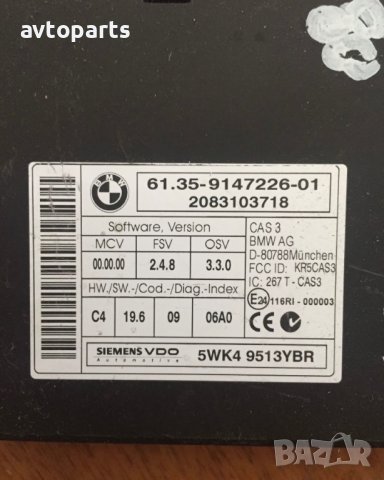 avtoparts
BMW
61.35-9147226-01
2083103718
Software, Version
MCV FSV OSV
00.00.00 2.4.8 3.3.0
HW./SW.-/Cod.-/Diag.-Index
C4 19.6 09 06A0
CAS 3
BMW AG
D-80788München
FCC ID: KR5CAS3
IC: 267 T - CAS3
E24 116RI - 000003
CE
SIEMENS VDO
Automotive
5WK4 9513YBR
BAZAR